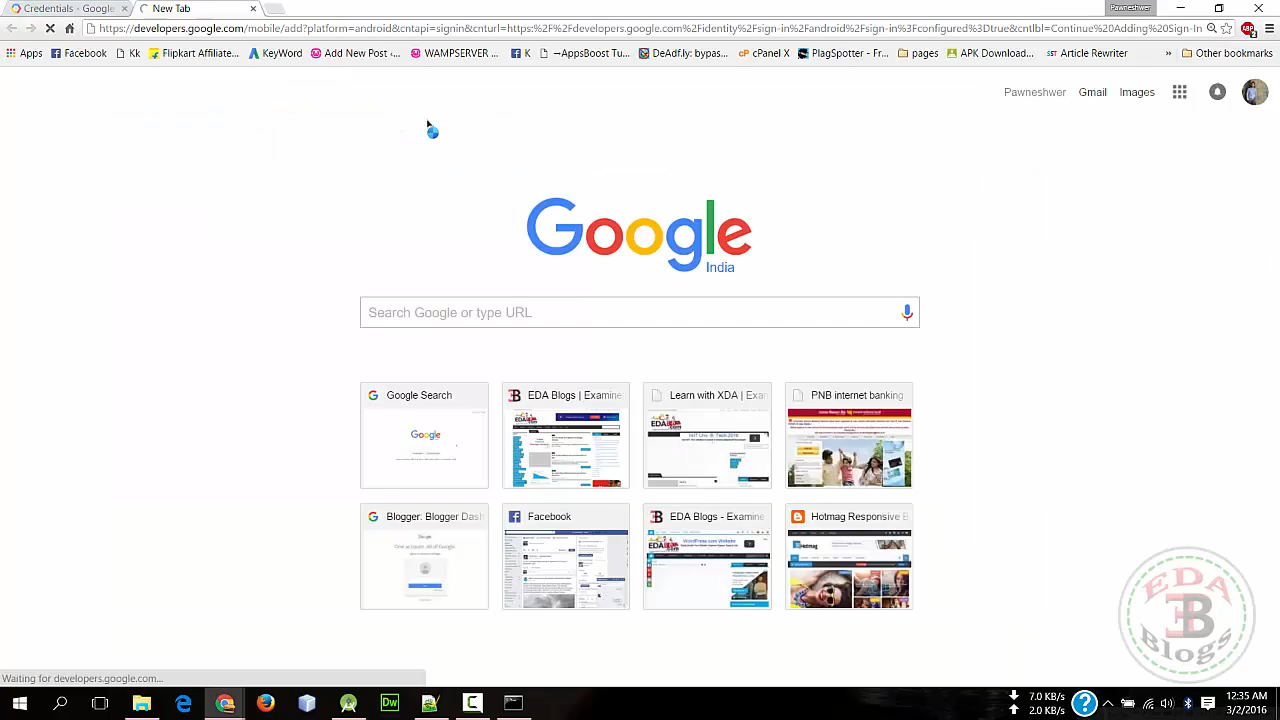 Credentials - Google
New Tab
Pawneshwer
https://developers.google.com/mobile/add?platform=android&cntapi=signin&cnturl=https:%2F%2Fdevelopers.google.com%2Fidentity%2Fsign-in%2Fandroid%2Fsign-in%3Fconfigured%3Dtrue&cntlbl=Continue%20Adding%20Sign-In
Apps
Facebook
Kk
Flipkart Affiliate...
KeyWord
Add New Post ‹...
WAMPSERVER ...
K
→AppsBoost Tu...
DeAdf.ly: bypas...
cPanel X
PlagSpotter - Fr...
pages
APK Download...
Article Rewriter
»
Other bookmarks
Pawneshwer
Gmail
Images
Google
India
Search Google or type URL
Google Search
EDA Blogs | Examine
Learn with XDA | Exa
PNB internet banking
Blogger: Blogger Dash
Facebook
EDA Blogs - Examine
Hotmag Responsive B
EB
Blogs
Waiting for developers.google.com...
7.0 KB/s
2.0 KB/s
12:35 AM
3/2/2016